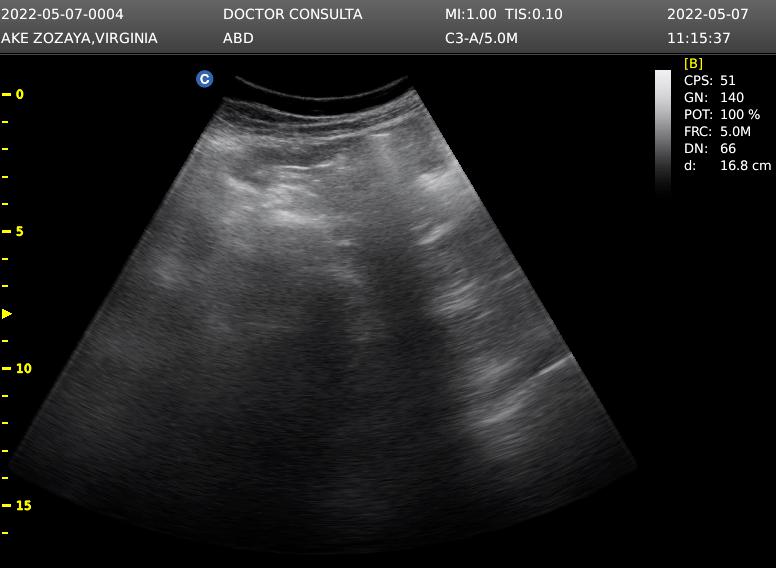 2022-05-07-0004 DOCTOR CONSULTA MI:1.00 TIS:0.10 2022-05-07
AKE ZOZAYA,VIRGINIA ABD C3-A/5.0M 11:15:37
C
[B]
CPS: 51
GN: 140
POT: 100 %
FRC: 5.0M
DN: 66
d: 16.8 cm
0
5
10
15